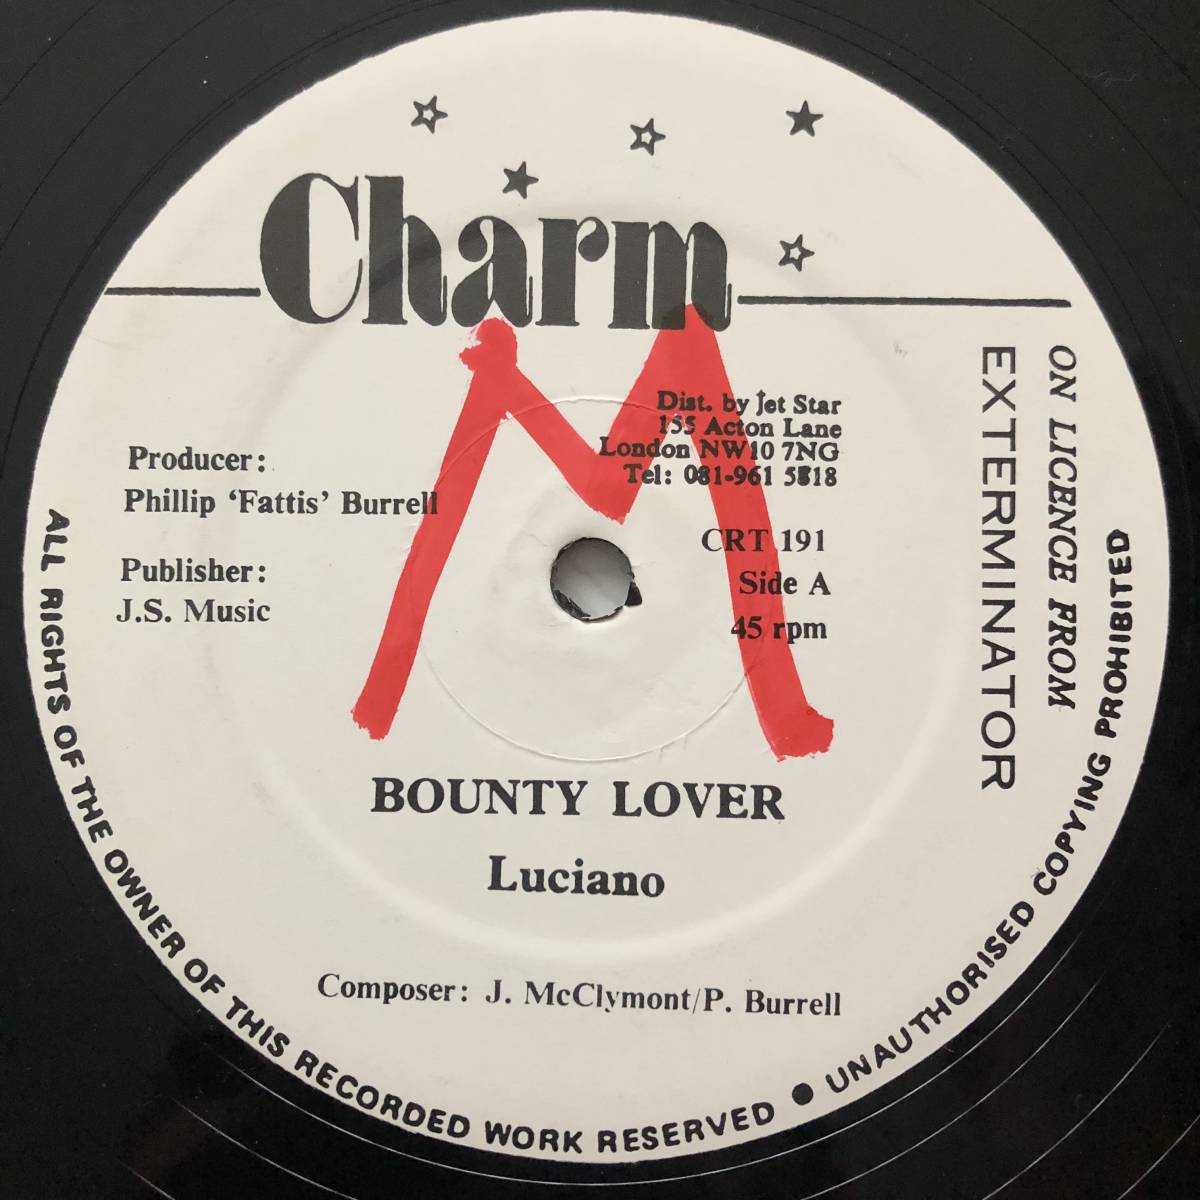 Charm
M
Dist. by Jet Star
155 Acton Lane
London NW10 7NG
Tel: 081-961 5818
Producer:
Phillip ‘Fattis’ Burrell
Publisher:
J.S. Music
CRT 191
Side A
45 rpm
ON LICENCE FROM
EXTERMINATOR
BOUNTY LOVER
Luciano
Composer: J. McClymont/P. Burrell
ALL RIGHTS OF THE OWNER OF THIS RECORDED WORK RESERVED ● UNAUTHORISED COPYING PROHIBITED